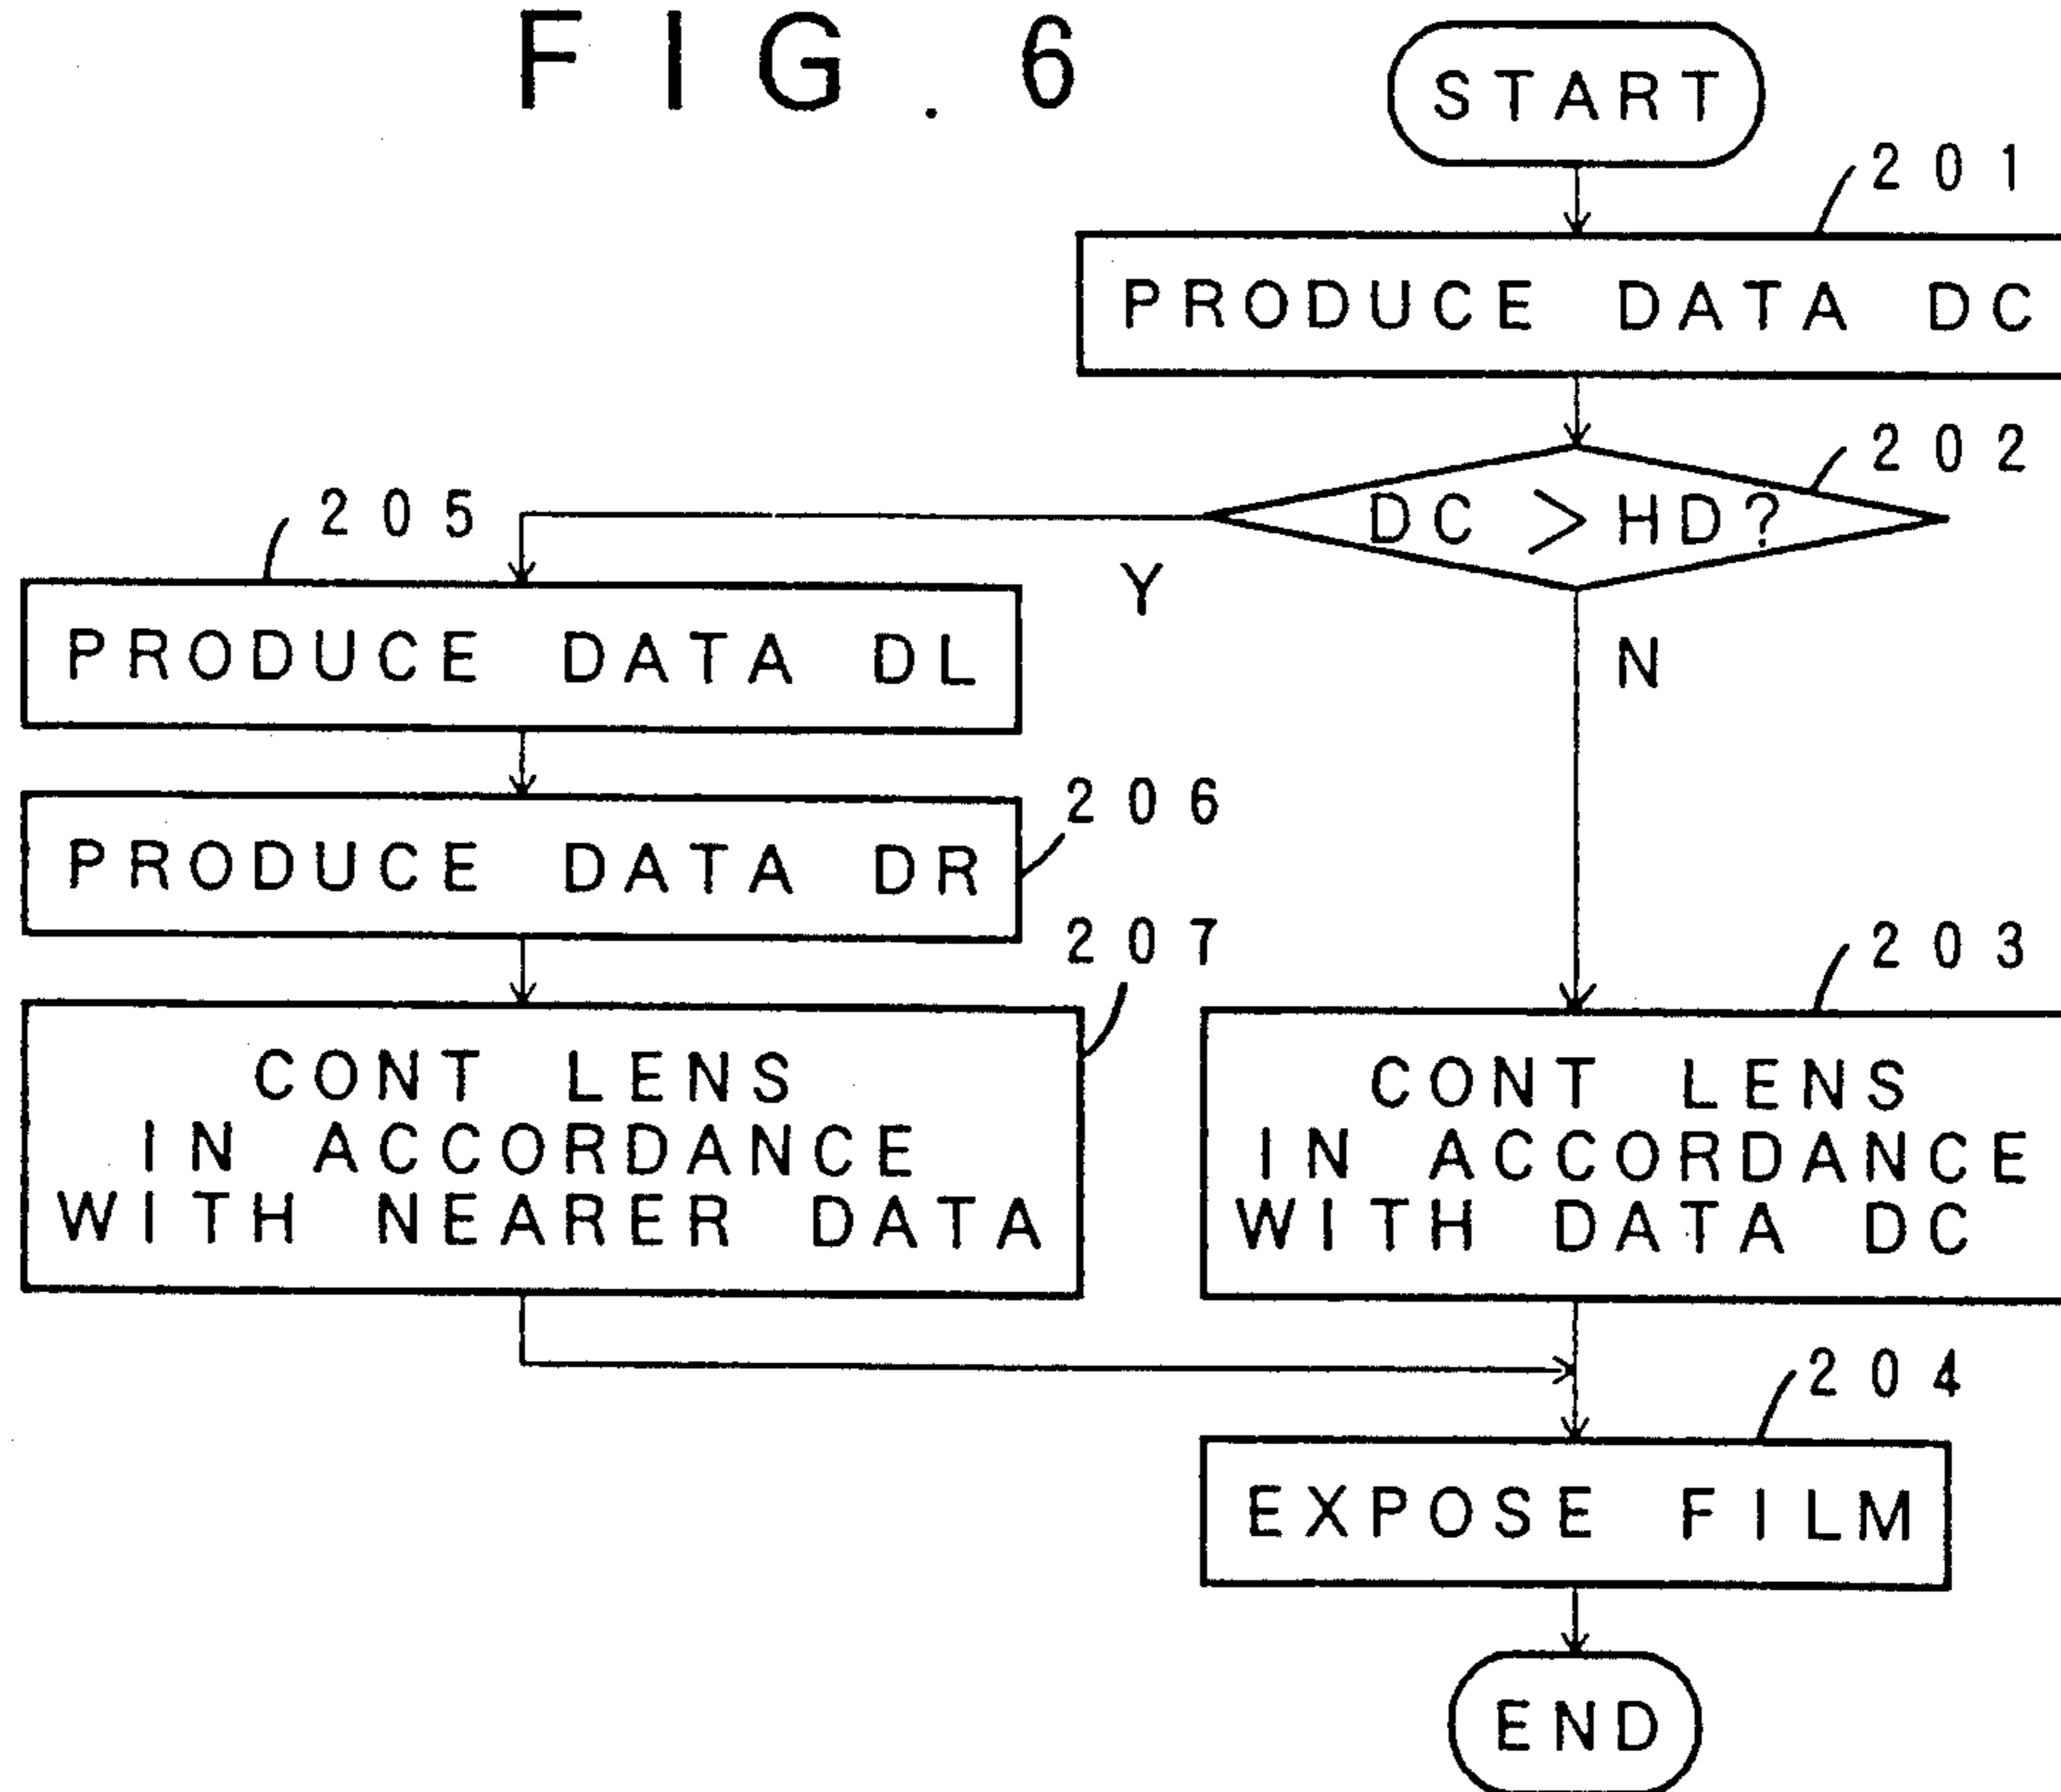 FIG. 6
START
201
PRODUCE DATA DC
202
DC > HD?
Y
N
205
PRODUCE DATA DL
206
PRODUCE DATA DR
207
CONT LENS
IN ACCORDANCE
WITH NEARER DATA
203
CONT LENS
IN ACCORDANCE
WITH DATA DC
204
EXPOSE FILM
END